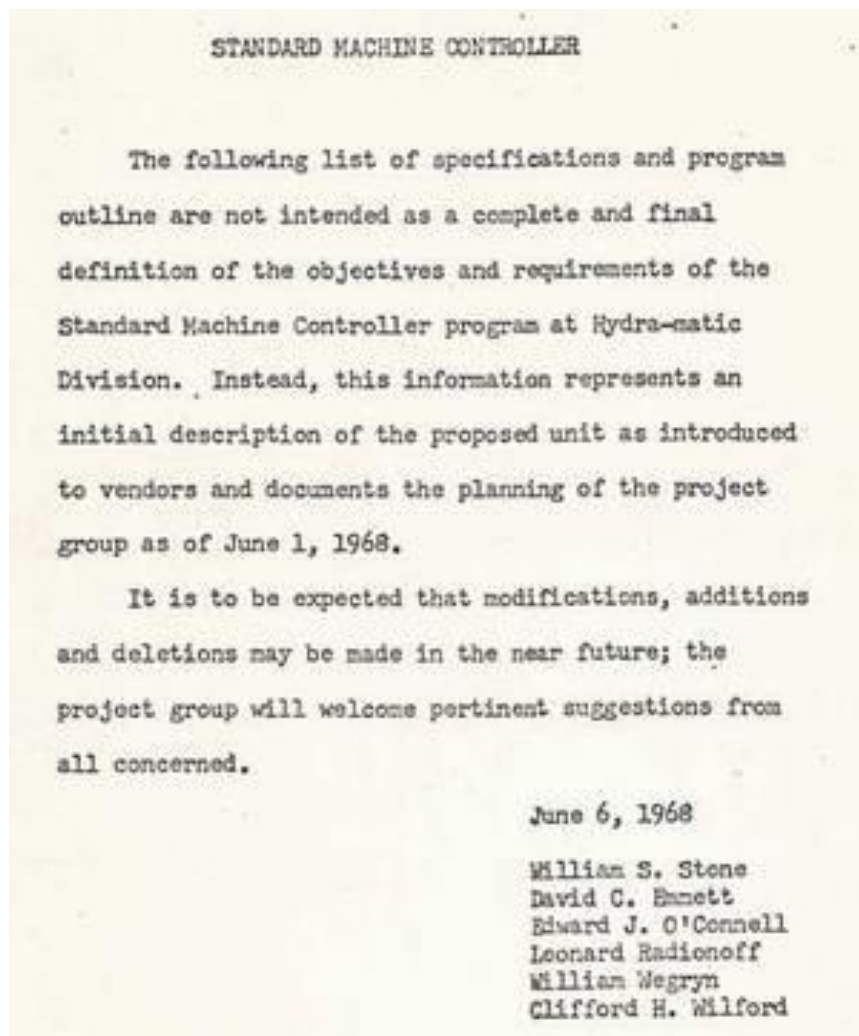 STANDARD MACHINE CONTROLLER
The following list of specifications and program
outline are not intended as a complete and final
definition of the objectives and requirements of the
Standard Machine Controller program at Hydra-matic
Division. Instead, this information represents an
initial description of the proposed unit as introduced
to vendors and documents the planning of the project
group as of June 1, 1968.
It is to be expected that modifications, additions
and deletions may be made in the near future; the
project group will welcome pertinent suggestions from
all concerned.
June 6, 1968
William S. Stone
David C. Emmett
Edward J. O'Connell
Leonard Radionoff
William Wegryn
Clifford H. Wilford